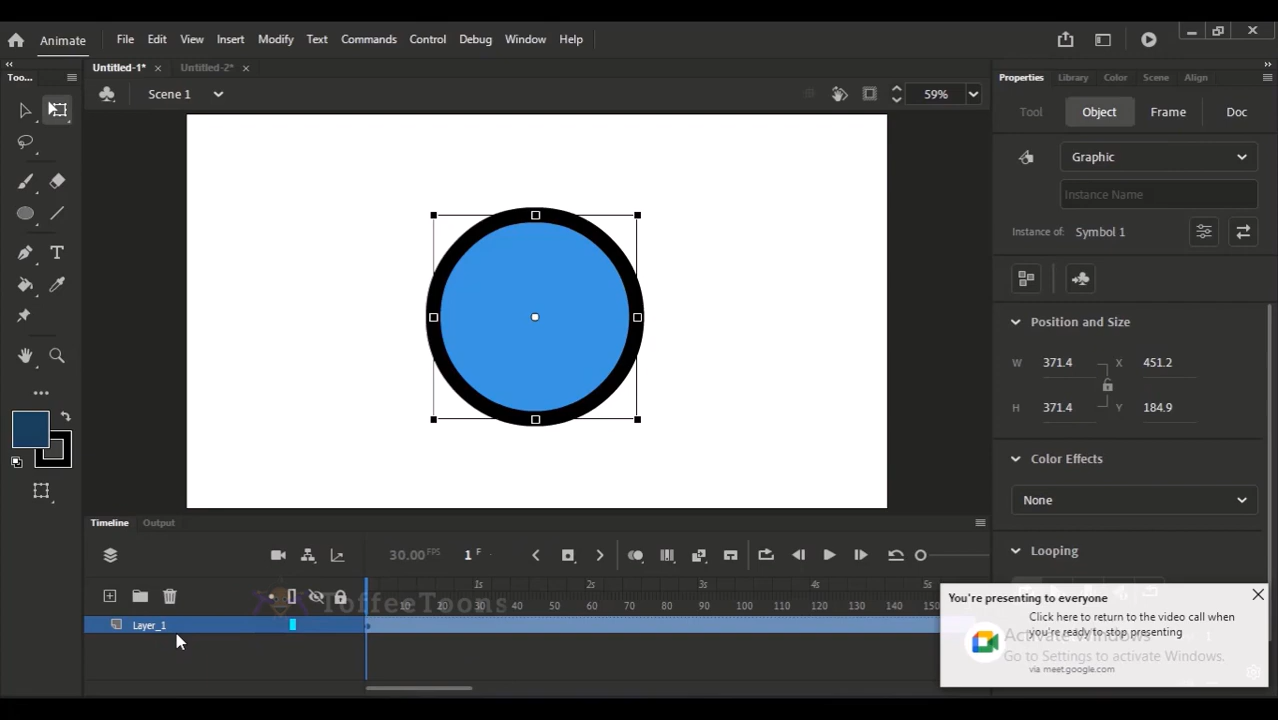 Animate File Edit View Insert Modify Text Commands Control Debug Window Help
Too... Untitled-1* × Untitled-2* × Properties Library Color Scene Align
Scene 1 59%
Tool Object Frame Doc
Graphic
Instance Name
Instance of: Symbol 1
Position and Size
W 371.4 X 451.2
H 371.4 Y 184.9
Color Effects
None
Looping
Timeline Output
30.00 FPS 1 F
1s 2s 3s 4s 5s
10 20 30 40 50 60 70 80 90 100 110 120 130 140 150
ToffeeToons
Layer_1
You're presenting to everyone
Click here to return to the video call when
you're ready to stop presenting
via meet.google.com
Activate Windows
Go to Settings to activate Windows.